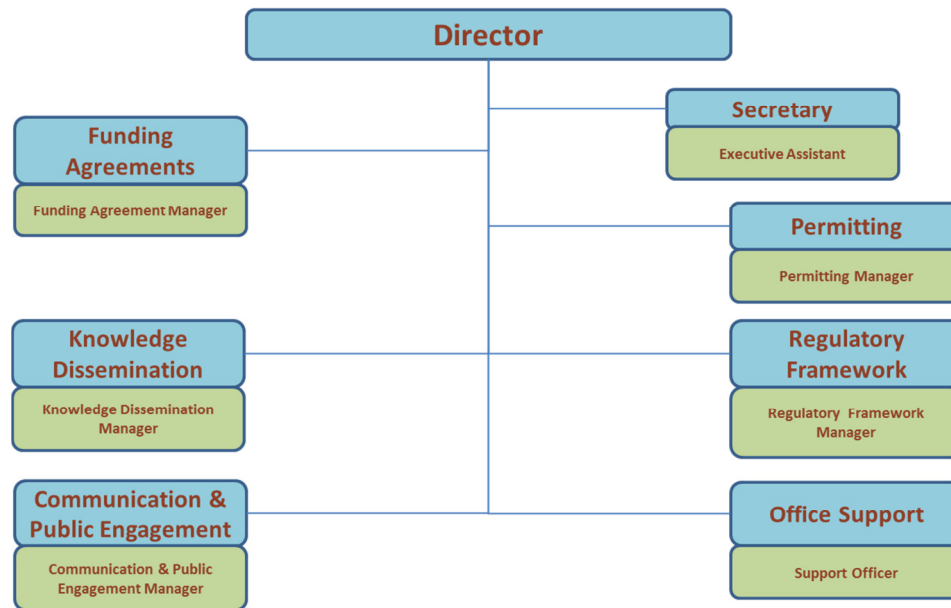 Director
Secretary
Executive Assistant
Funding
Agreements
Funding Agreement Manager
Permitting
Permitting Manager
Knowledge
Dissemination
Knowledge Dissemination
Manager
Regulatory
Framework
Regulatory Framework
Manager
Communication &
Public Engagement
Communication & Public
Engagement Manager
Office Support
Support Officer